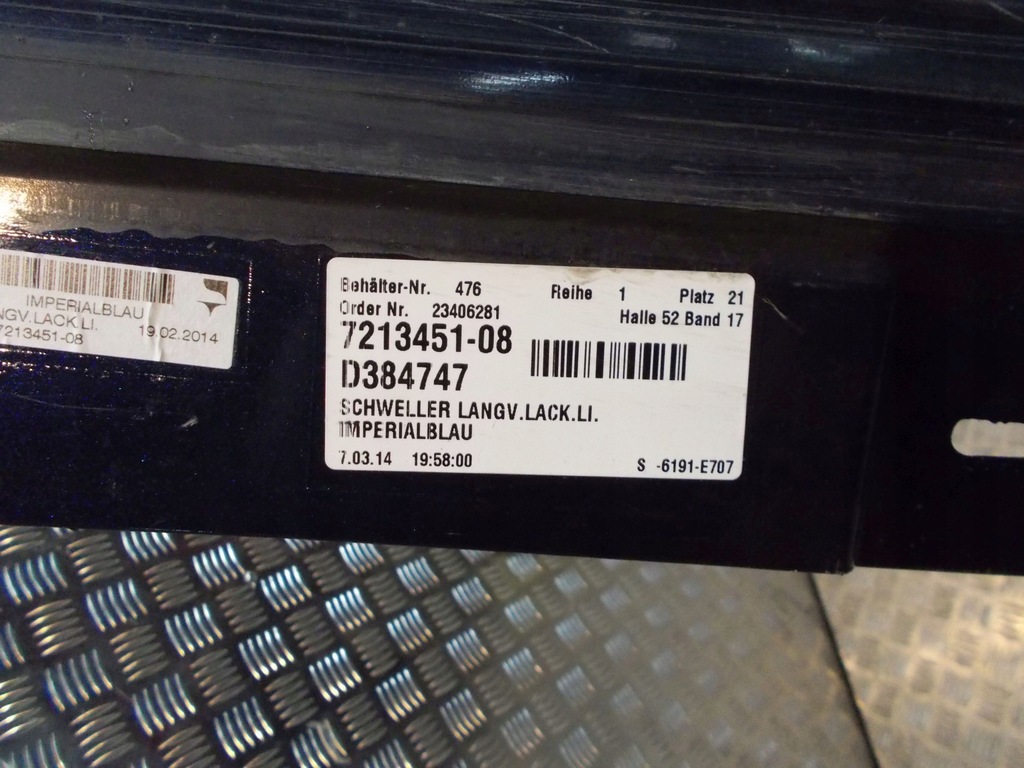 IMPERIALBLAU
NGV.LACK.LI. 19.02.2014
7213451-08
Behälter-Nr. 476 Reihe 1 Platz 21
Order Nr. 23406281 Halle 52 Band 17
7213451-08
D384747
SCHWELLER LANGV.LACK.LI.
IMPERIALBLAU
7.03.14 19:58:00 S -6191-E707